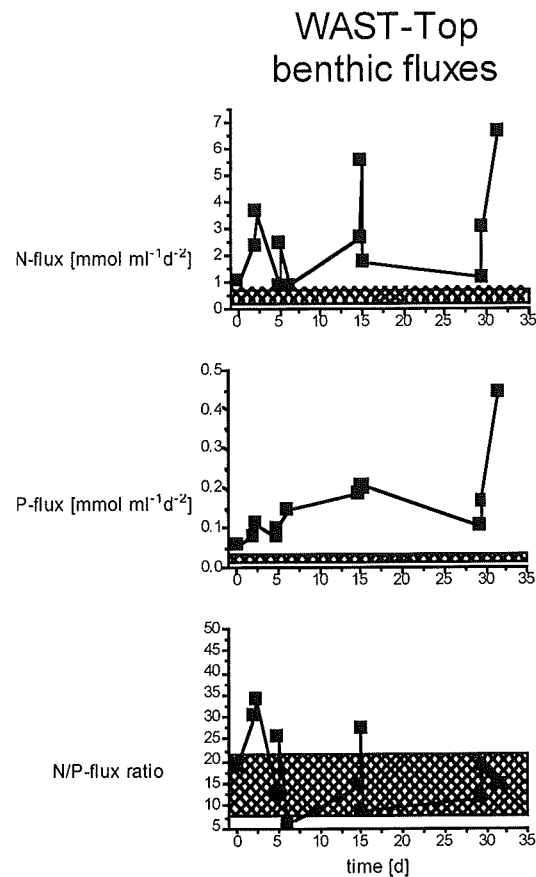 WAST-Top
benthic fluxes
7
6
5
4
3
2
1
0
N-flux [mmol ml⁻¹d⁻²]
0 5 10 15 20 25 30 35
0.5
0.4
0.3
0.2
0.1
0.0
P-flux [mmol ml⁻¹d⁻²]
0 5 10 15 20 25 30 35
50
45
40
35
30
25
20
15
10
5
N/P-flux ratio
0 5 10 15 20 25 30 35
time [d]